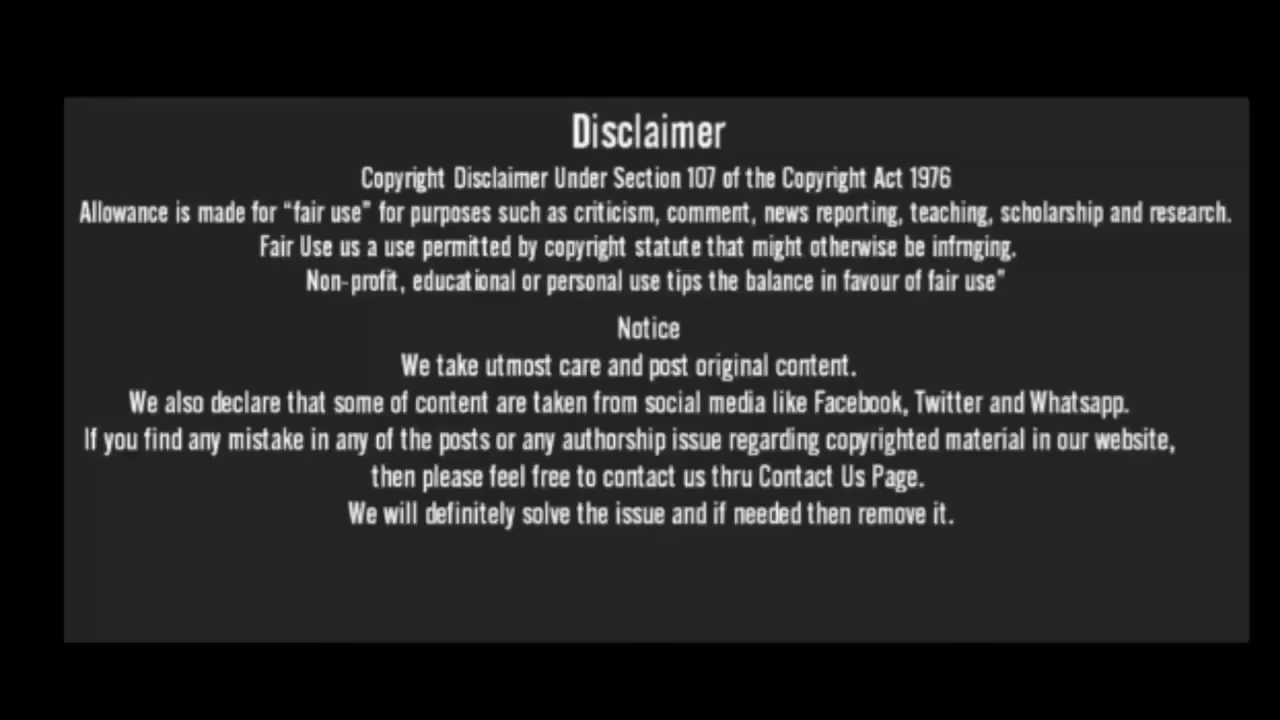 Disclaimer
Copyright Disclaimer Under Section 107 of the Copyright Act 1976
Allowance is made for “fair use” for purposes such as criticism, comment, news reporting, teaching, scholarship and research.
Fair Use us a use permitted by copyright statute that might otherwise be infrnging.
Non-profit, educational or personal use tips the balance in favour of fair use”
Notice
We take utmost care and post original content.
We also declare that some of content are taken from social media like Facebook, Twitter and Whatsapp.
If you find any mistake in any of the posts or any authorship issue regarding copyrighted material in our website,
then please feel free to contact us thru Contact Us Page.
We will definitely solve the issue and if needed then remove it.